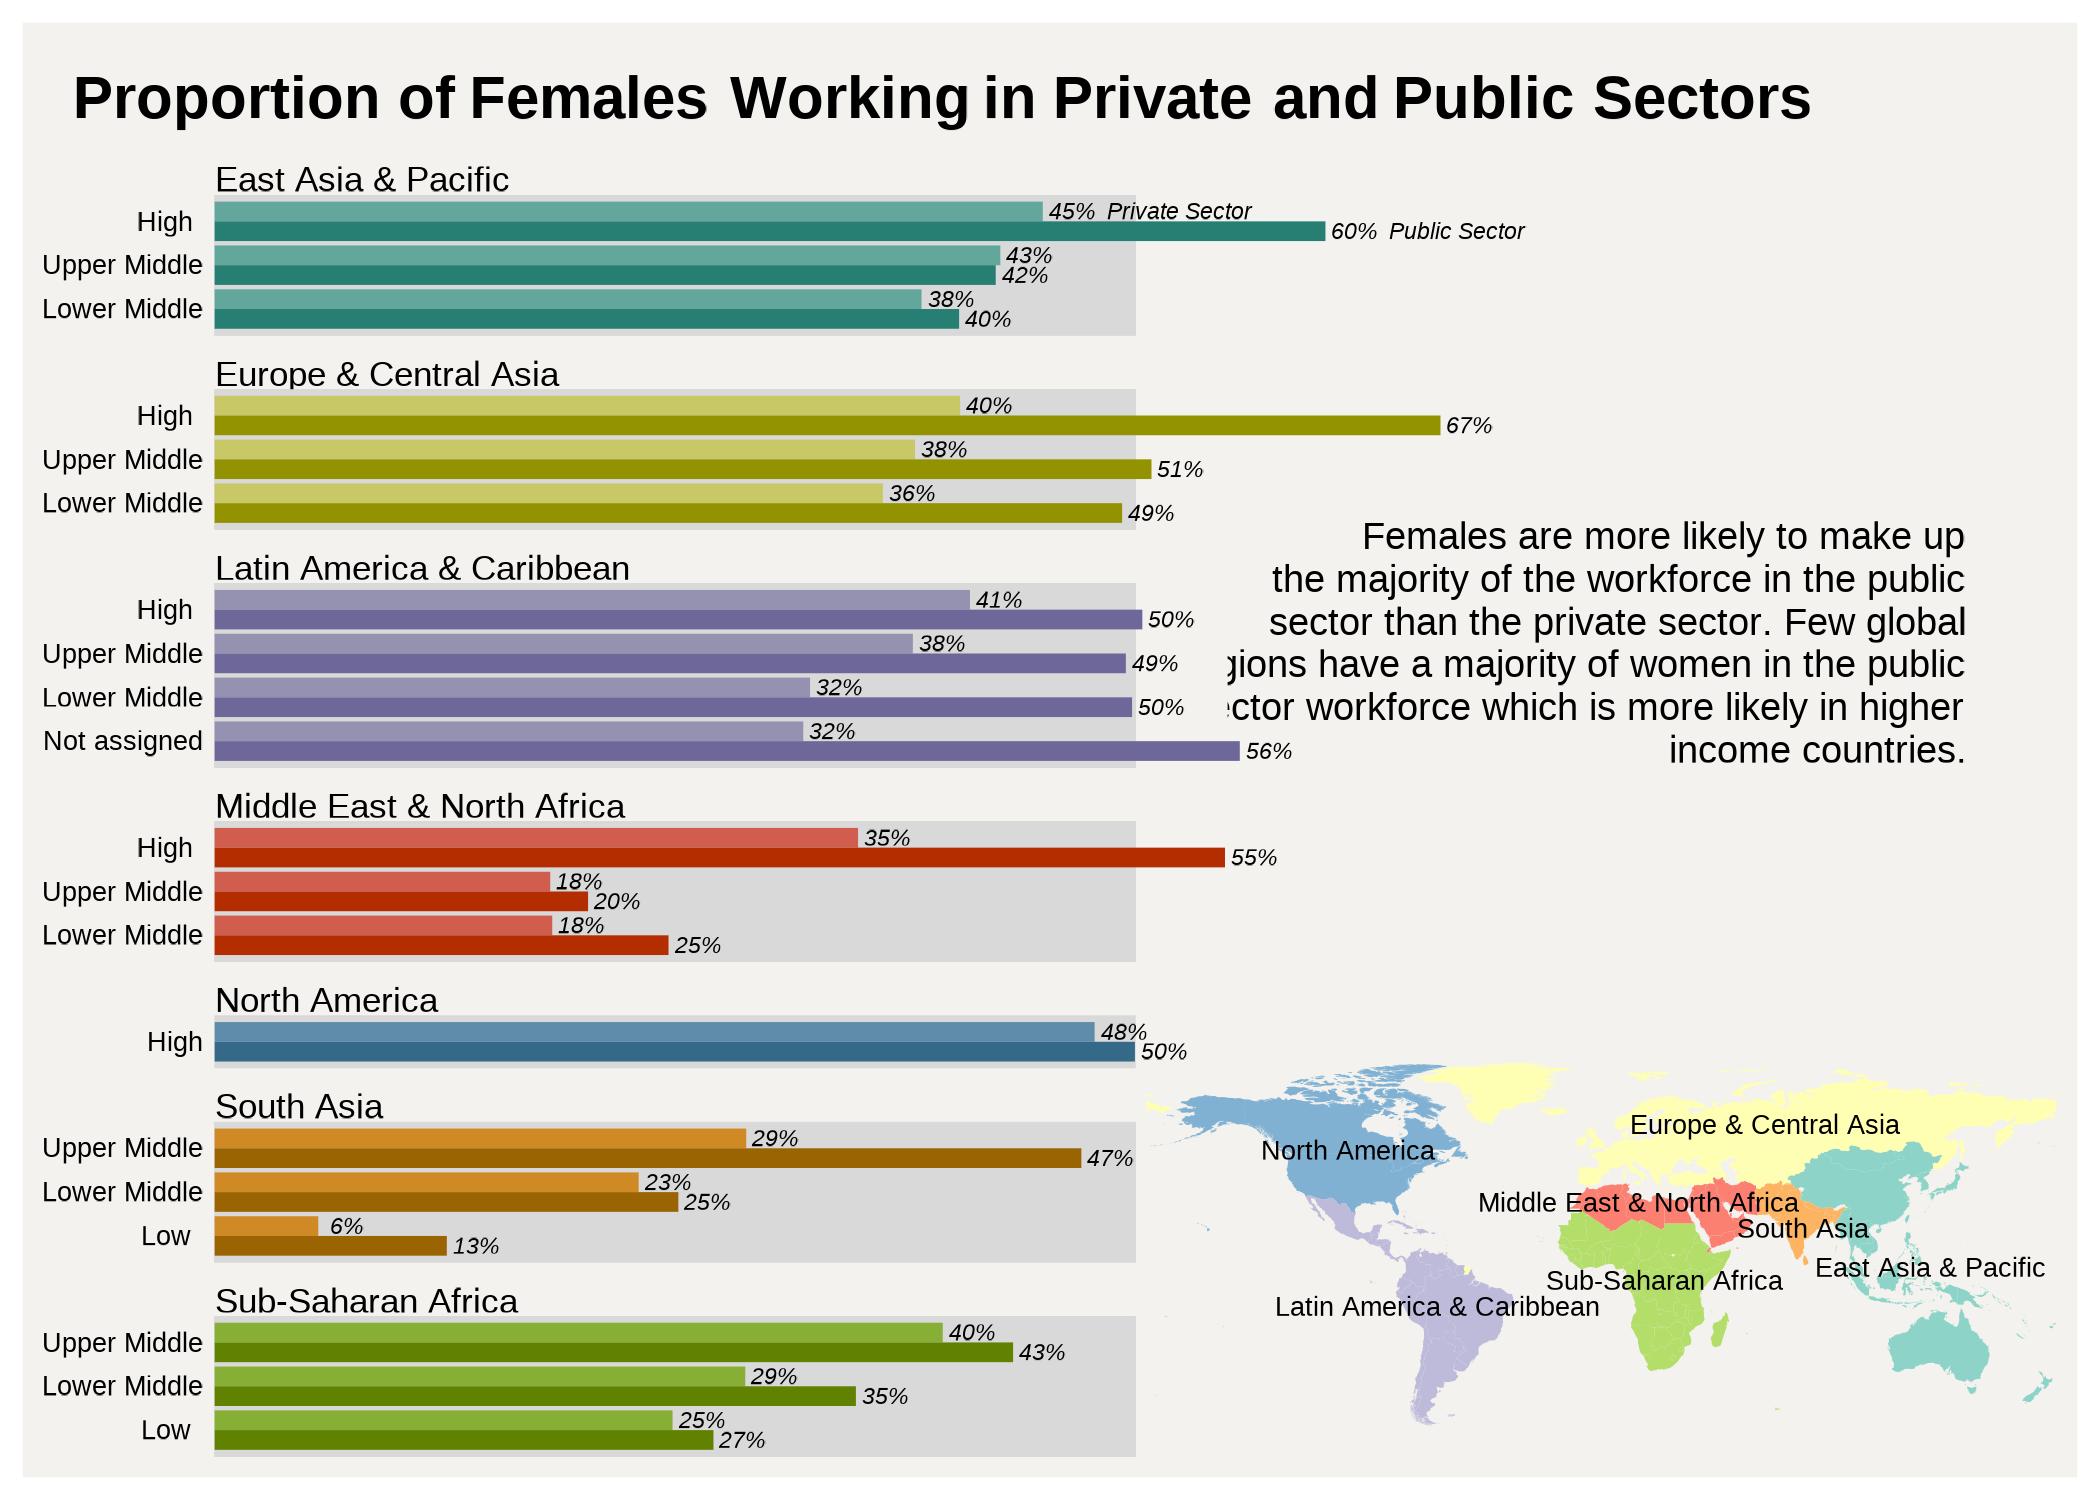 Proportion of Females Working in Private and Public Sectors
East Asia & Pacific
High
45% Private Sector
60% Public Sector
Upper Middle
43%
42%
Lower Middle
38%
40%
Europe & Central Asia
High
40%
67%
Upper Middle
38%
51%
Lower Middle
36%
49%
Latin America & Caribbean
High
41%
50%
Upper Middle
38%
49%
Lower Middle
32%
50%
Not assigned
32%
56%
Middle East & North Africa
High
35%
55%
Upper Middle
18%
20%
Lower Middle
18%
25%
North America
High
48%
50%
South Asia
Upper Middle
29%
47%
Lower Middle
23%
25%
Low
6%
13%
Sub-Saharan Africa
Upper Middle
40%
43%
Lower Middle
29%
35%
Low
25%
27%
Females are more likely to make up
the majority of the workforce in the public
sector than the private sector. Few global
gions have a majority of women in the public
ctor workforce which is more likely in higher
income countries.
Europe & Central Asia
North America
Middle East & North Africa
South Asia
East Asia & Pacific
Sub-Saharan Africa
Latin America & Caribbean